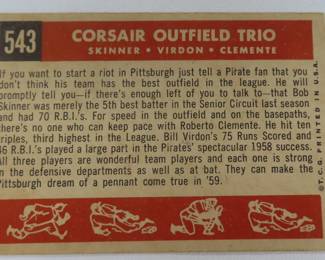 543
CORSAIR OUTFIELD TRIO
SKINNER • VIRDON • CLEMENTE
If you want to start a riot in Pittsburgh just tell a Pirate fan that you
don't think his team has the best outfield in the league. He will
promptly tell you—if there's enough left of you to talk to—that Bob
Skinner was merely the 5th best batter in the Senior Circuit last season
and had 70 R.B.I.'s. For speed in the outfield and on the basepaths,
there's no one who can keep pace with Roberto Clemente. He hit ten
triples, third highest in the League. Bill Virdon's 75 Runs Scored and
46 R.B.I.'s played a large part in the Pirates' spectacular 1958 success.
All three players are wonderful team players and each one is strong
in the defensive as well as batting stats. They can make the
Pittsburgh dream of a pennant come true in '59.
© T.C.G. PRINTED IN U.S.A.